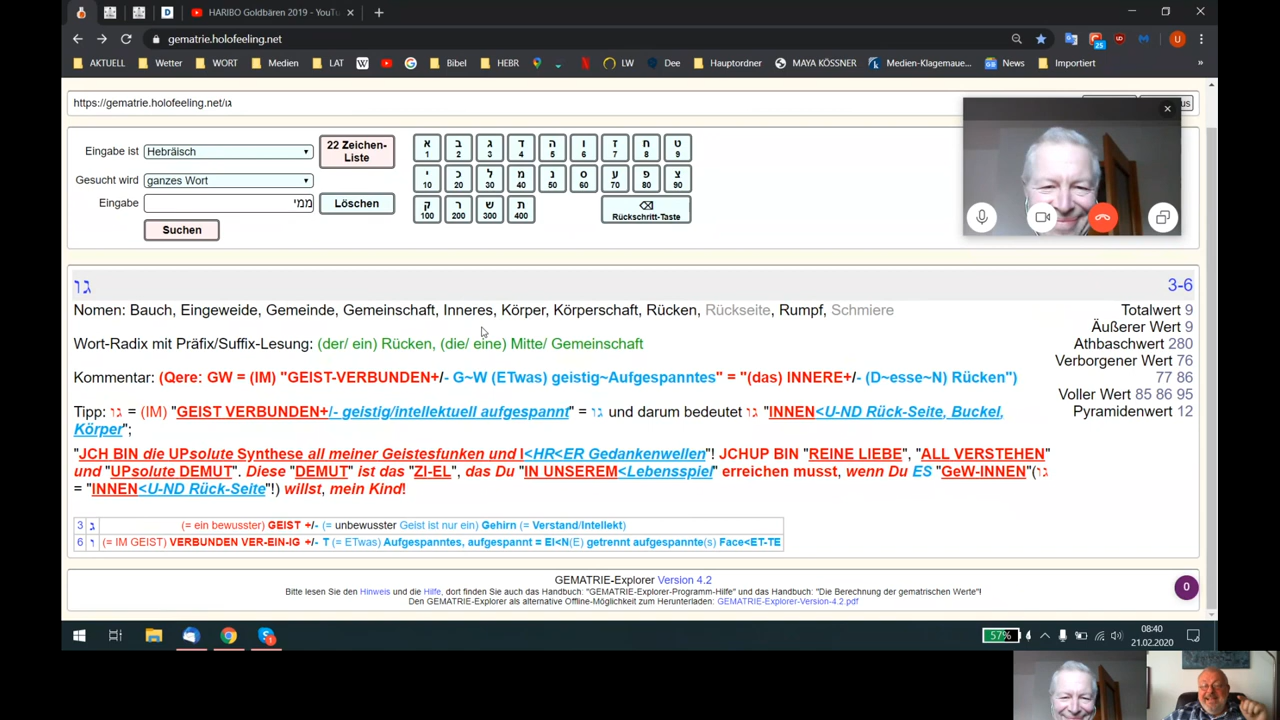 HARIBO Goldbären 2019 - YouTu
gematrie.holofeeling.net
AKTUELL Wetter WORT Medien LAT Bibel HEBR LW Dee Hauptordner MAYA KÖSSNER Medien-Klagemaue... News Importiert
https://gematrie.holofeeling.net/גו
Eingabe ist Hebräisch
22 Zeichen-Liste
Gesucht wird ganzes Wort
Eingabe ממי Löschen
Suchen
א 1 ב 2 ג 3 ד 4 ה 5 ו 6 ז 7 ח 8 ט 9
י 10 כ 20 ל 30 מ 40 נ 50 ס 60 ע 70 פ 80 צ 90
ק 100 ר 200 ש 300 ת 400 Rückschritt-Taste
גו 3-6
Nomen: Bauch, Eingeweide, Gemeinde, Gemeinschaft, Inneres, Körper, Körperschaft, Rücken, Rückseite, Rumpf, Schmiere
Totalwert 9
Äußerer Wert 9
Athbaschwert 280
Verborgener Wert 76
77 86
Voller Wert 85 86 95
Pyramidenwert 12
Wort-Radix mit Präfix/Suffix-Lesung: (der/ ein) Rücken, (die/ eine) Mitte/ Gemeinschaft
Kommentar: (Qere: GW = (IM) "GEIST-VERBUNDEN+/- G~W (ETwas) geistig~Aufgespanntes" = "(das) INNERE+/- (D~esse~N) Rücken")
Tipp: גו = (IM) "GEIST VERBUNDEN+/- geistig/intellektuell aufgespannt" = גו und darum bedeutet גו "INNEN<U-ND Rück-Seite, Buckel,
Körper";
"JCH BIN die UPsolute Synthese all meiner Geistesfunken und I<HR<ER Gedankenwellen"! JCHUP BIN "REINE LIEBE", "ALL VERSTEHEN"
und "UPsolute DEMUT". Diese "DEMUT" ist das "ZI-EL", das Du "IN UNSEREM<Lebensspiel" erreichen musst, wenn Du ES "GeW-INNEN"(גו
= "INNEN<U-ND Rück-Seite"!) willst, mein Kind!
3 ג (= ein bewusster) GEIST +/- (= unbewusster Geist ist nur ein) Gehirn (= Verstand/Intellekt)
6 ו (= IM GEIST) VERBUNDEN VER-EIN-IG +/- T (= ETwas) Aufgespanntes, aufgespannt = EI<N(E) getrennt aufgespannte(s) Face<ET-TE
GEMATRIE-Explorer Version 4.2
Bitte lesen Sie den Hinweis und die Hilfe, dort finden Sie auch das Handbuch: "GEMATRIE-Explorer-Programm-Hilfe" und das Handbuch: "Die Berechnung der gematrischen Werte"!
Den GEMATRIE-Explorer als alternative Offline-Möglichkeit zum Herunterladen: GEMATRIE-Explorer-Version-4.2.pdf
0
57%
08:40
21.02.2020